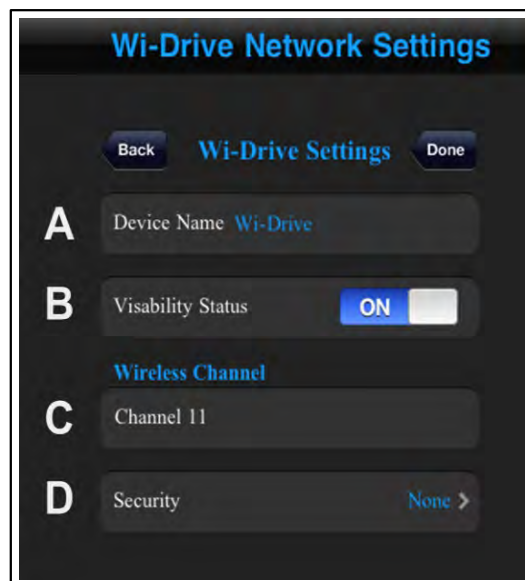 Wi-Drive Network Settings
Back Wi-Drive Settings Done
A Device Name Wi-Drive
B Visability Status ON
Wireless Channel
C Channel 11
D Security None >